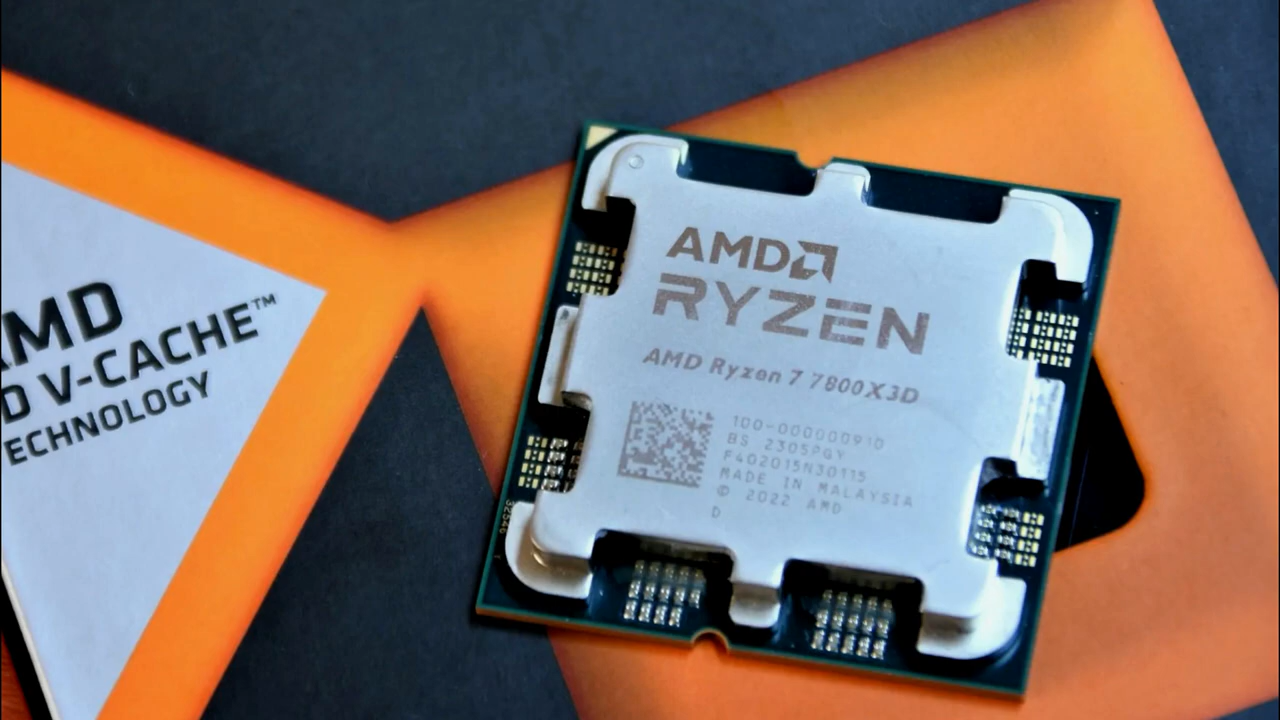 AMD
D V-CACHE™
ECHNOLOGY
AMD
RYZEN
AMD Ryzen 7 7800X3D
100-000000910
BS 2305PGY
F402015N30115
MADE IN MALAYSIA
© 2022 AMD
D